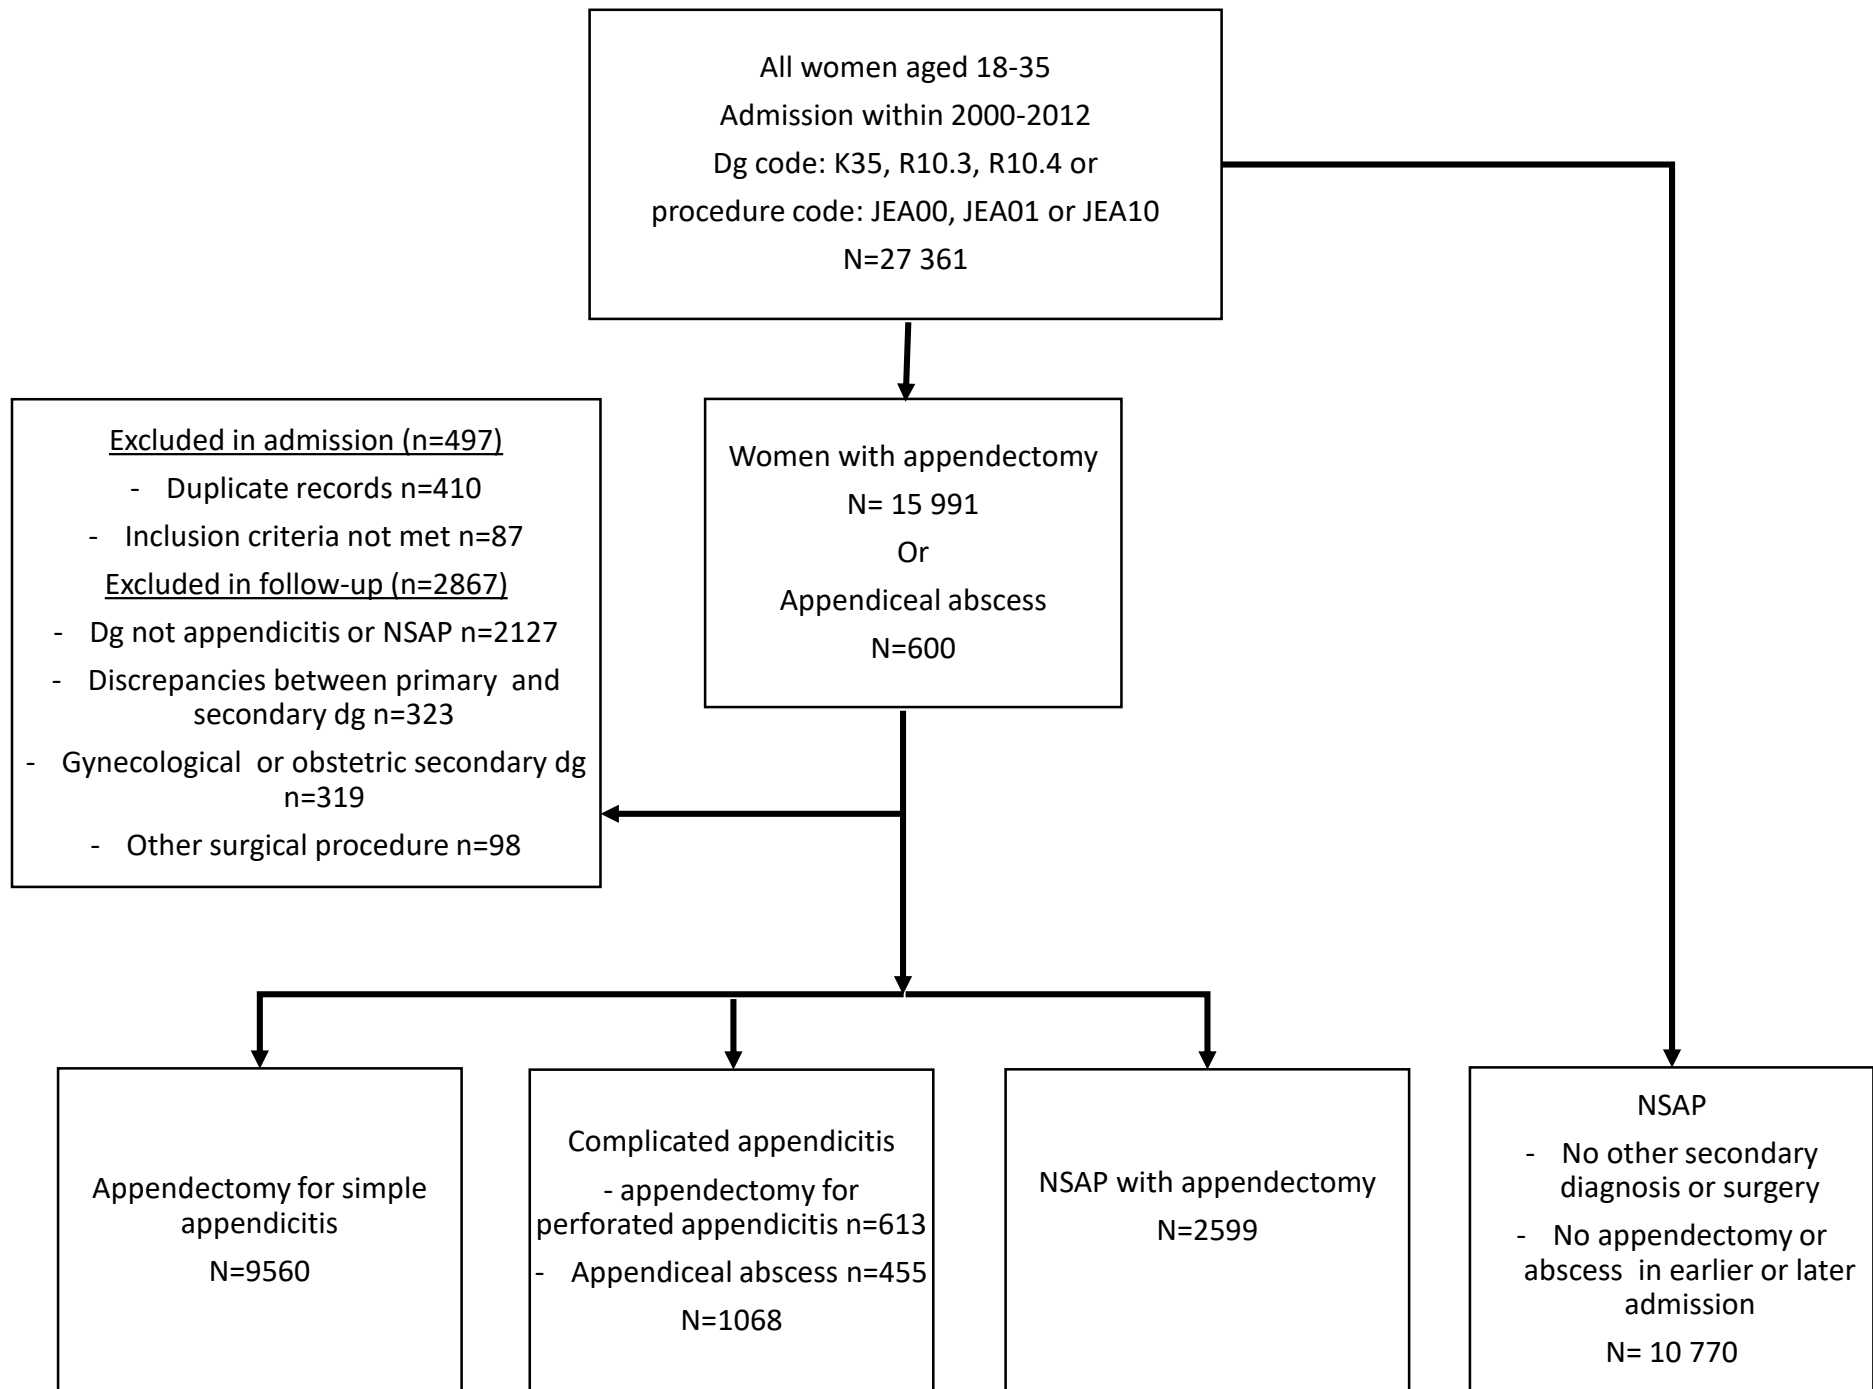 All women aged 18-35
Admission within 2000-2012
Dg code: K35, R10.3, R10.4 or
procedure code: JEA00, JEA01 or JEA10
N=27 361
Excluded in admission (n=497)
- Duplicate records n=410
- Inclusion criteria not met n=87
Excluded in follow-up (n=2867)
- Dg not appendicitis or NSAP n=2127
- Discrepancies between primary and
secondary dg n=323
- Gynecological or obstetric secondary dg
n=319
- Other surgical procedure n=98
Women with appendectomy
N= 15 991
Or
Appendiceal abscess
N=600
Appendectomy for simple
appendicitis
N=9560
Complicated appendicitis
- appendectomy for
perforated appendicitis n=613
- Appendiceal abscess n=455
N=1068
NSAP with appendectomy
N=2599
NSAP
- No other secondary
diagnosis or surgery
- No appendectomy or
abscess in earlier or later
admission
N= 10 770